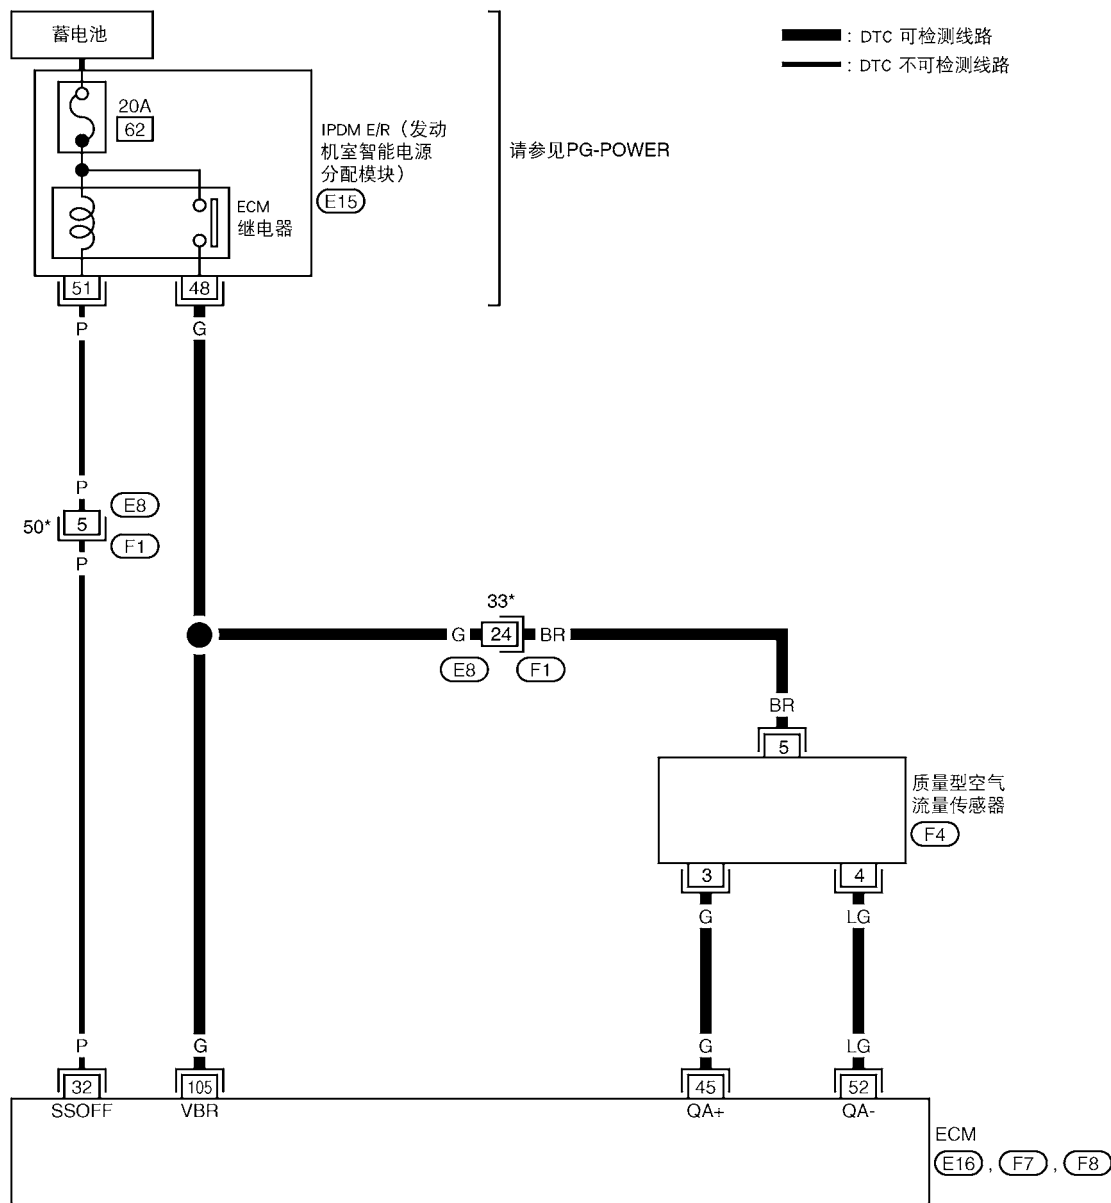 蓄电池
: DTC 可检测线路
: DTC 不可检测线路
20A
62
IPDM E/R（发动
机室智能电源
分配模块）
E15
请参见PG-POWER
ECM
继电器
51
48
P
G
P
E8
50*
5
F1
P
33*
G
24
BR
E8
F1
BR
5
质量型空气
流量传感器
F4
3
4
G
LG
P
G
G
LG
32
105
45
52
SSOFF
VBR
QA+
QA-
ECM
E16 , F7 , F8